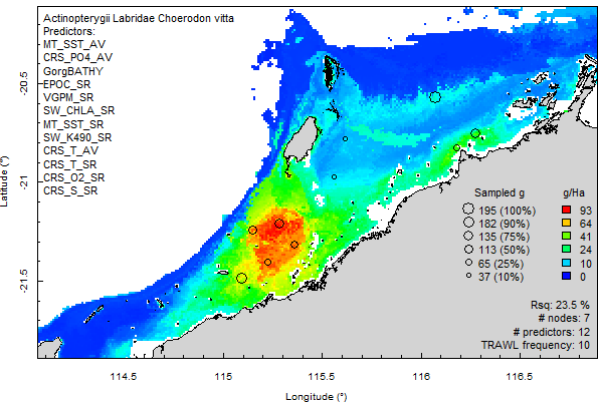 Actinopterygii Labridae Choerodon vitta
Predictors:
MT_SST_AV
CRS_PO4_AV
GorgBATHY
EPOC_SR
VGPM_SR
SW_CHLA_SR
MT_SST_SR
SW_K490_SR
CRS_T_AV
CRS_T_SR
CRS_O2_SR
CRS_S_SR
-20.5
-21
-21.5
Latitude (°)
Sampled g g/Ha
195 (100%) 93
182 (90%) 64
135 (75%) 41
113 (50%) 24
65 (25%) 10
37 (10%) 0
Rsq: 23.5 %
# nodes: 7
# predictors: 12
TRAWL frequency: 10
114.5 115 115.5 116 116.5
Longitude (°)